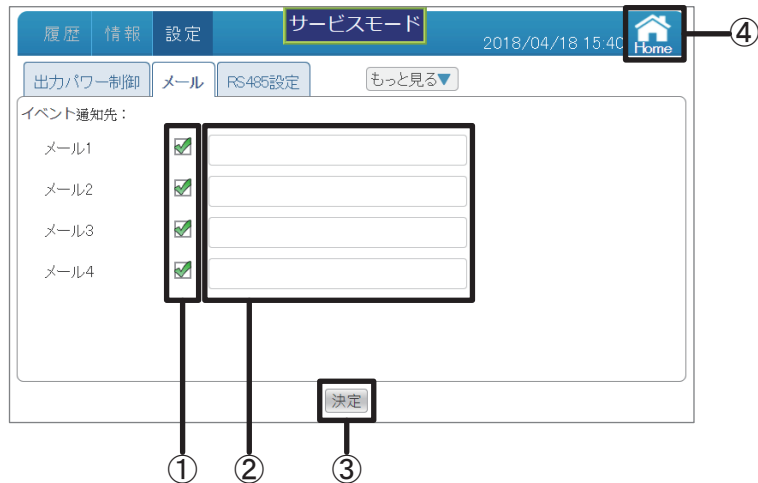 サービスモード
履歴 情報 設定 2018/04/18 15:40 Home ④
出力パワー制御 メール RS485設定 もっと見る▼
イベント通知先：
メール1
メール2
メール3
メール4
決定
① ② ③